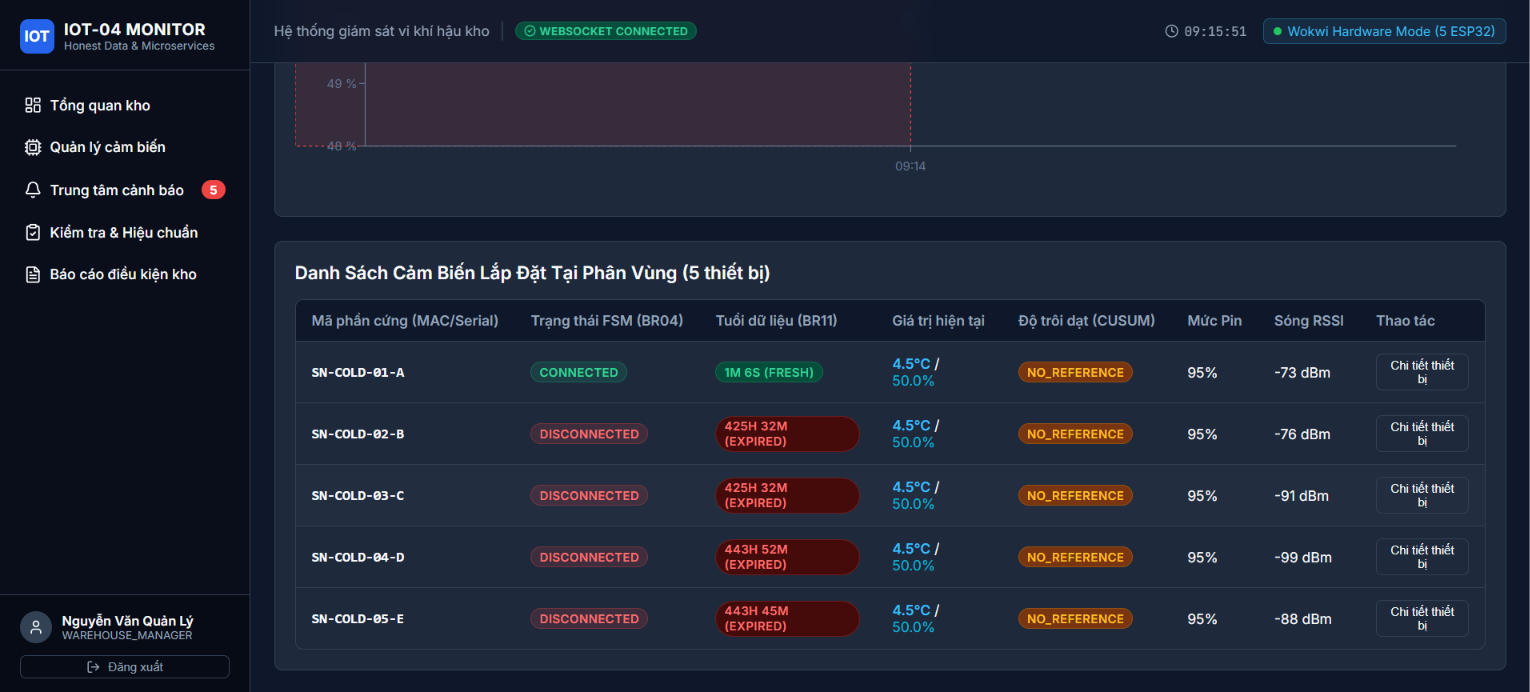 IOT
IOT-04 MONITOR
Honest Data & Microservices
Hệ thống giám sát vi khí hậu kho
WEBSOCKET CONNECTED
09:15:51
Wokwi Hardware Mode (5 ESP32)
Tổng quan kho
Quản lý cảm biến
Trung tâm cảnh báo 5
Kiểm tra & Hiệu chuẩn
Báo cáo điều kiện kho
49 %
48 %
09:14
Danh Sách Cảm Biến Lắp Đặt Tại Phân Vùng (5 thiết bị)
Mã phần cứng (MAC/Serial) Trạng thái FSM (BR04) Tuổi dữ liệu (BR11) Giá trị hiện tại Độ trôi dạt (CUSUM) Mức Pin Sóng RSSI Thao tác
SN-COLD-01-A CONNECTED 1M 6S (FRESH) 4.5°C / 50.0% NO_REFERENCE 95% -73 dBm Chi tiết thiết bị
SN-COLD-02-B DISCONNECTED 425H 32M (EXPIRED) 4.5°C / 50.0% NO_REFERENCE 95% -76 dBm Chi tiết thiết bị
SN-COLD-03-C DISCONNECTED 425H 32M (EXPIRED) 4.5°C / 50.0% NO_REFERENCE 95% -91 dBm Chi tiết thiết bị
SN-COLD-04-D DISCONNECTED 443H 52M (EXPIRED) 4.5°C / 50.0% NO_REFERENCE 95% -99 dBm Chi tiết thiết bị
SN-COLD-05-E DISCONNECTED 443H 45M (EXPIRED) 4.5°C / 50.0% NO_REFERENCE 95% -88 dBm Chi tiết thiết bị
Nguyễn Văn Quản Lý
WAREHOUSE_MANAGER
Đăng xuất